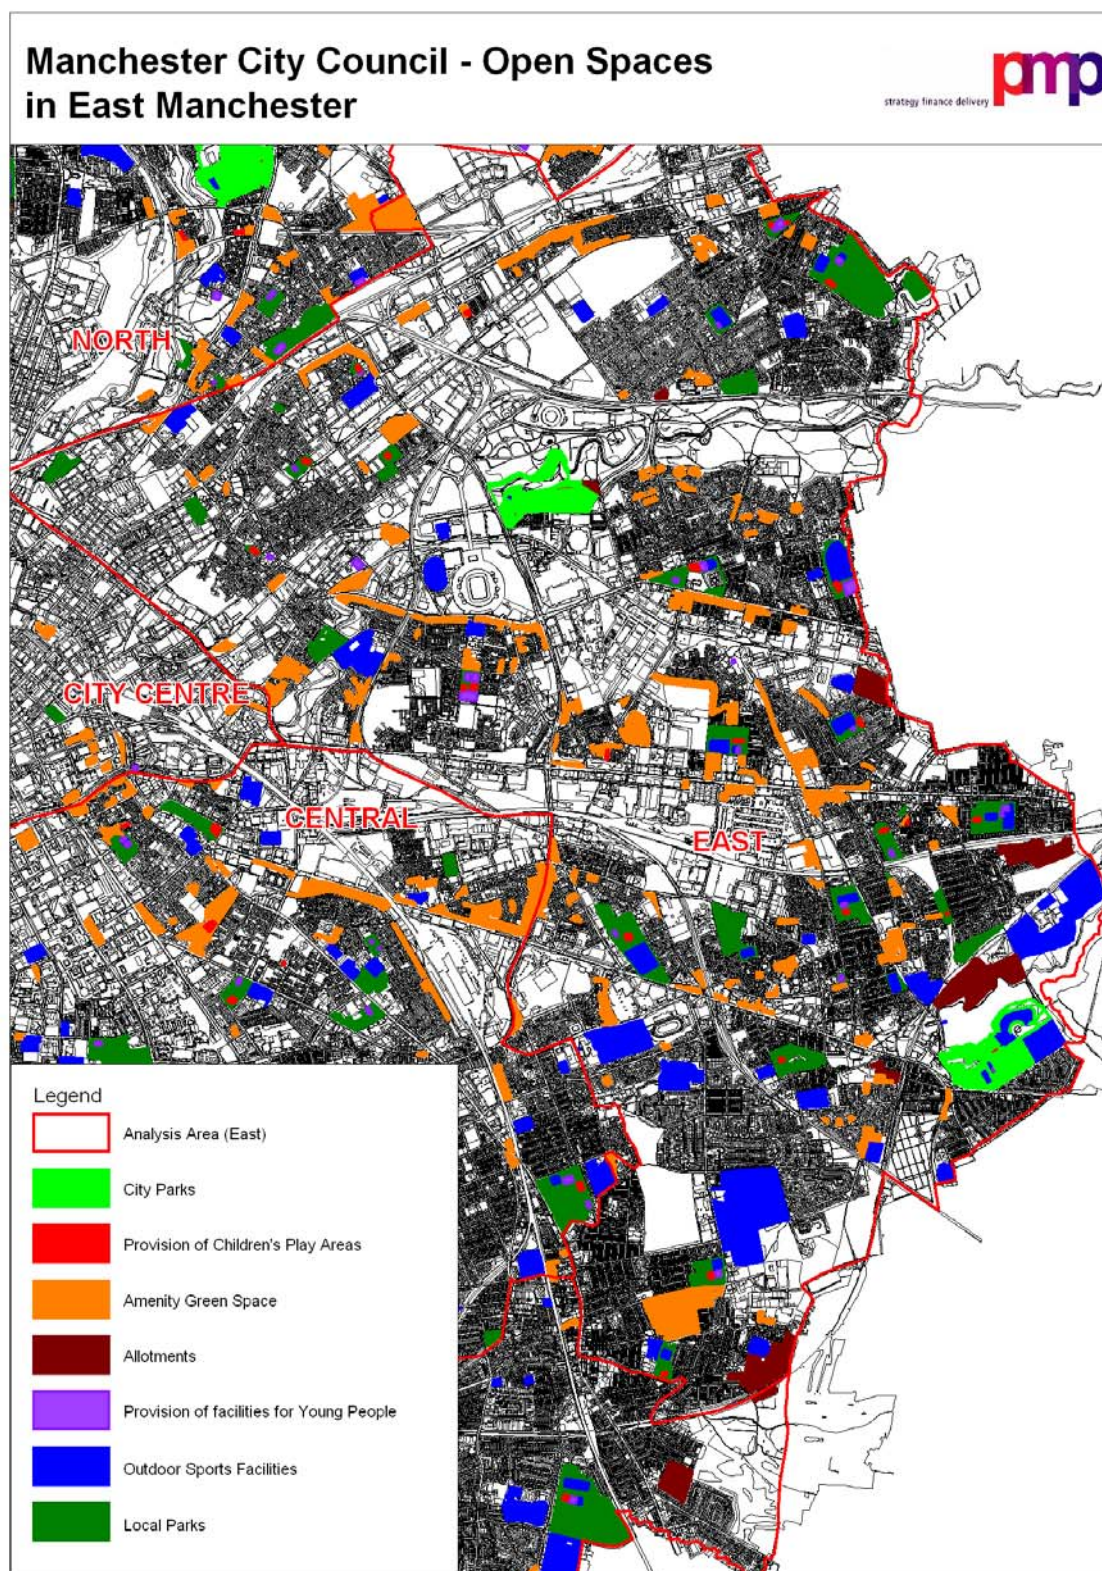 Manchester City Council - Open Spaces
in East Manchester
strategy finance delivery pmp
NORTH
CITY CENTRE
CENTRAL
EAST
Legend
Analysis Area (East)
City Parks
Provision of Children's Play Areas
Amenity Green Space
Allotments
Provision of facilities for Young People
Outdoor Sports Facilities
Local Parks